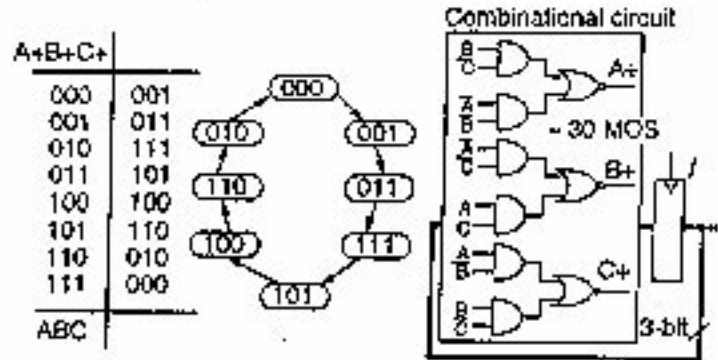 Combinational circuit
A+B+C+
000 001
001 011
010 111
011 101
100 100
101 110
110 010
111 000
ABC
000
001
011
111
101
100
110
010
B
C
A+
A
B
~30 MOS
A
C
B+
A
C
A
B
C+
B
C
3-bit